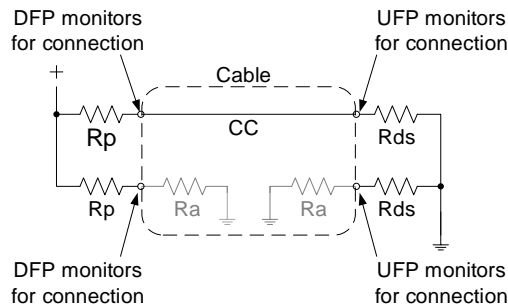 DFP monitors
for connection
UFP monitors
for connection
Cable
+
Rp
CC
Rds
Rp
Ra
Ra
Rds
DFP monitors
for connection
UFP monitors
for connection